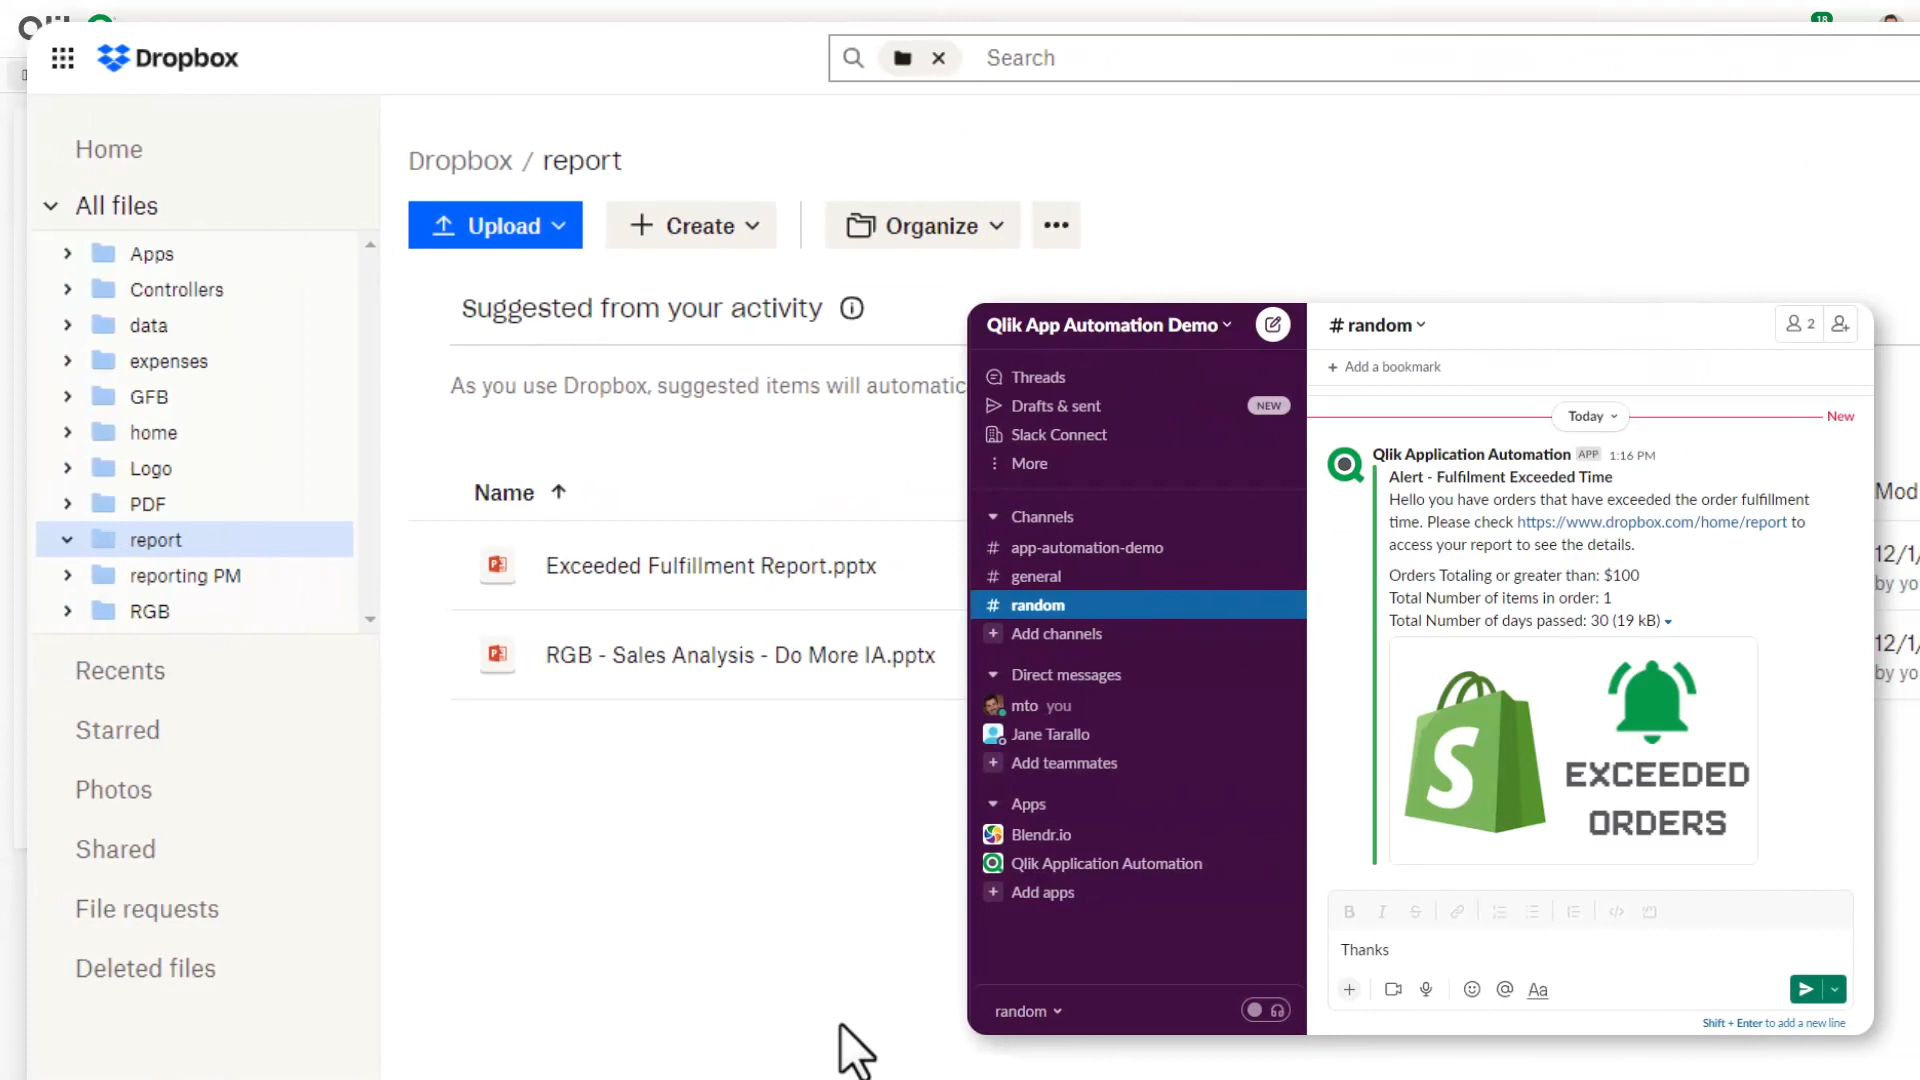 Qlik
18
Dropbox
Search
Home
All files
Apps
Controllers
data
expenses
GFB
home
Logo
PDF
report
reporting PM
RGB
Recents
Starred
Photos
Shared
File requests
Deleted files
Dropbox / report
Upload
Create
Organize
Suggested from your activity
As you use Dropbox, suggested items will automatic
Name
Exceeded Fulfillment Report.pptx
RGB - Sales Analysis - Do More IA.pptx
Mod
12/1/
by yo
12/1/
by yo
Qlik App Automation Demo
Threads
Drafts & sent NEW
Slack Connect
More
Channels
# app-automation-demo
# general
# random
+ Add channels
Direct messages
mto you
Jane Tarallo
+ Add teammates
Apps
Blendr.io
Qlik Application Automation
+ Add apps
random
# random
2
+ Add a bookmark
Today
New
Qlik Application Automation APP 1:16 PM
Alert - Fulfilment Exceeded Time
Hello you have orders that have exceeded the order fulfillment
time. Please check https://www.dropbox.com/home/report to
access your report to see the details.
Orders Totaling or greater than: $100
Total Number of items in order: 1
Total Number of days passed: 30 (19 kB)
S
EXCEEDED
ORDERS
B I S
Thanks
+ @ Aa
Shift + Enter to add a new line